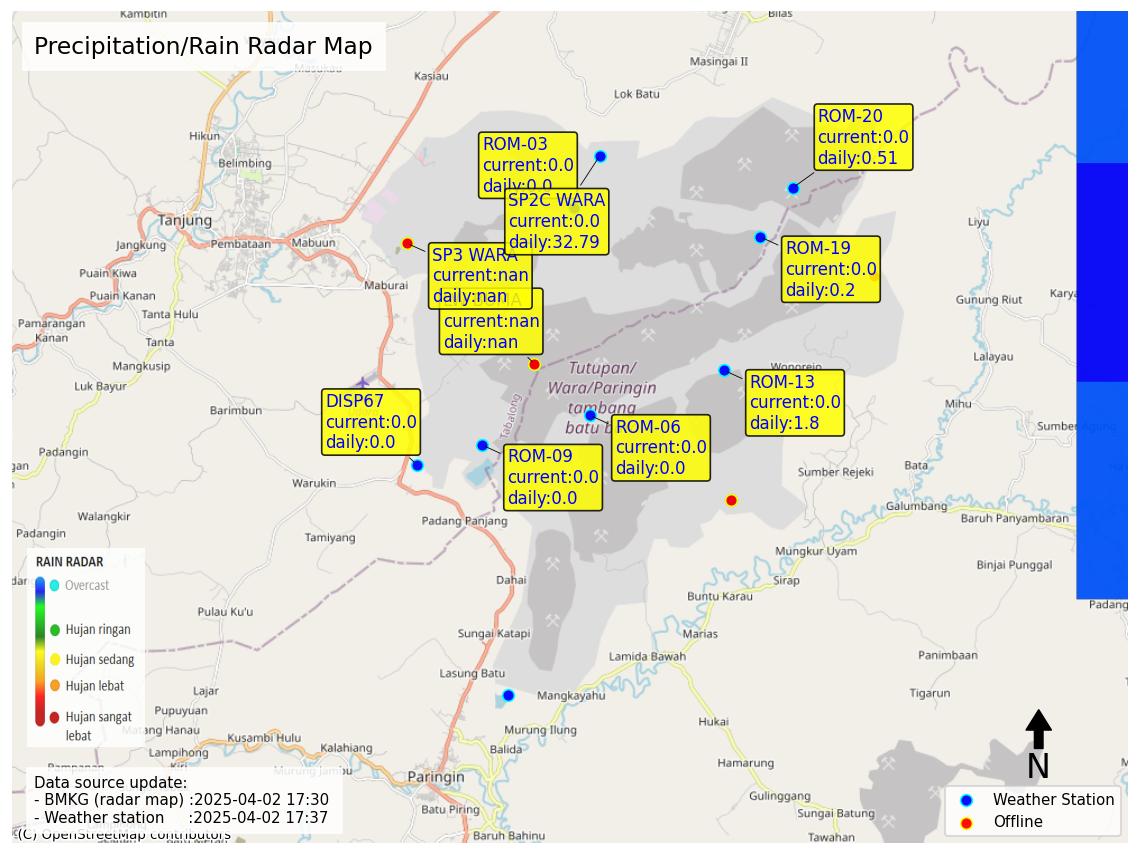 Precipitation/Rain Radar Map
Kambitin
Bilas
Masukau
Kasiau
Masingai II
Lok Batu
Hikun
Belimbing
Tanjung
Jangkung
Pembataan
Mabuun
Maburai
Puain Kiwa
Puain Kanan
Tanta Hulu
Pamarangan
Kanan
Tanta
Mangkusip
Luk Bayur
Barimbun
Padangin
Warukin
Walangkir
Padangin
Tamiyang
Padang Panjang
Dahai
Pulau Ku'u
Sungai Katapi
Lasung Batu
Lajar
Pupuyuan
Matang Hanau
Lampihong
Kusambi Hulu
Kalahiang
Murung Jambu
Paringin
Batu Piring
Baruh Bahinu
Balida
Murung Ilung
Mangkayahu
Lamida Bawah
Marias
Buntu Karau
Sirap
Mungkur Uyam
Galumbang
Baruh Panyambaran
Binjai Punggal
Panimbaan
Tigarun
Hukai
Hamarung
Gulinggang
Sungai Batung
Tawahan
Sumber Rejeki
Bata
Mihu
Lalayau
Gunung Riut
Liyu
Karya
Sumber Agung
Padang
Wonorejo
Tabalong
Tutupan/
Wara/Paringin
tambang
batu b
ROM-03
current:0.0
daily:0.0
SP2C WARA
current:0.0
daily:32.79
ROM-20
current:0.0
daily:0.51
ROM-19
current:0.0
daily:0.2
SP3 WARA
current:nan
daily:nan
current:nan
daily:nan
ROM-13
current:0.0
daily:1.8
DISP67
current:0.0
daily:0.0
ROM-06
current:0.0
daily:0.0
ROM-09
current:0.0
daily:0.0
RAIN RADAR
Overcast
Hujan ringan
Hujan sedang
Hujan lebat
Hujan sangat
lebat
Data source update:
- BMKG (radar map) :2025-04-02 17:30
- Weather station :2025-04-02 17:37
(C) OpenStreetMap contributors
N
Weather Station
Offline